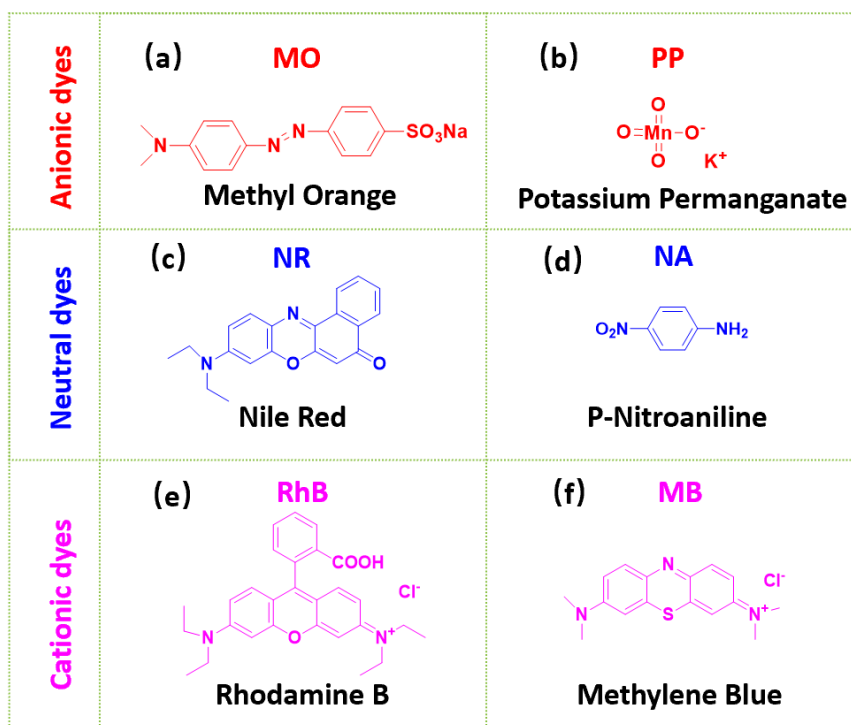 Anionic dyes
(a)
MO
N
N
N
SO₃Na
Methyl Orange
(b)
PP
O
O=Mn-O⁻
O
K⁺
Potassium Permanganate
Neutral dyes
(c)
NR
N
N
O
O
Nile Red
(d)
NA
O₂N
NH₂
P-Nitroaniline
Cationic dyes
(e)
RhB
COOH
Cl⁻
N
O
N⁺
Rhodamine B
(f)
MB
N
Cl⁻
N
S
N⁺
Methylene Blue